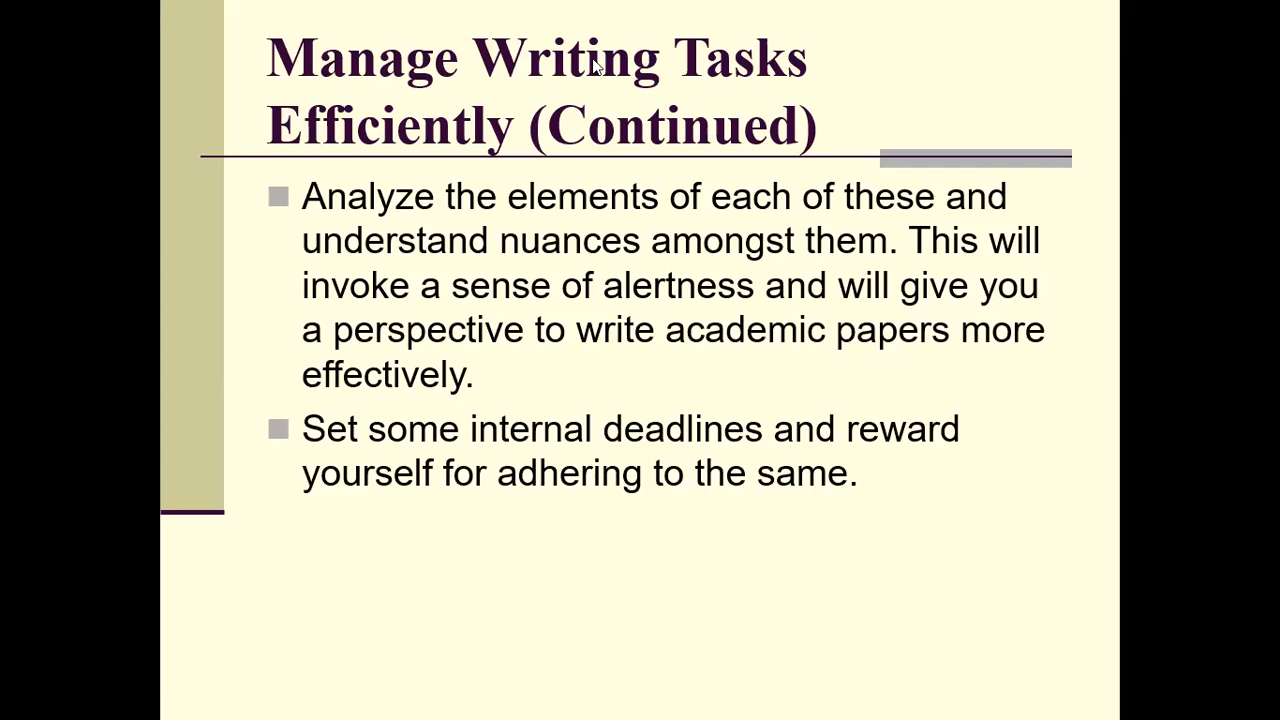 Manage Writing Tasks
Efficiently (Continued)
Analyze the elements of each of these and
understand nuances amongst them. This will
invoke a sense of alertness and will give you
a perspective to write academic papers more
effectively.
Set some internal deadlines and reward
yourself for adhering to the same.